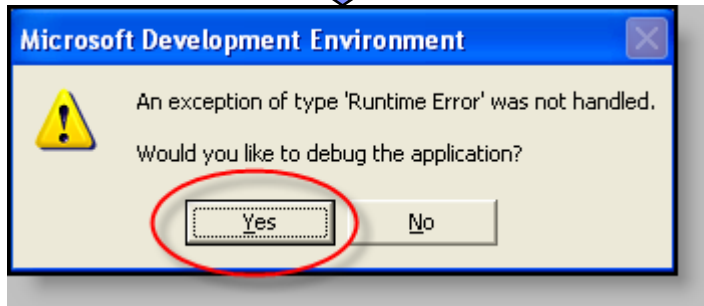 Microsoft Development Environment
An exception of type 'Runtime Error' was not handled.
Would you like to debug the application?
Yes No